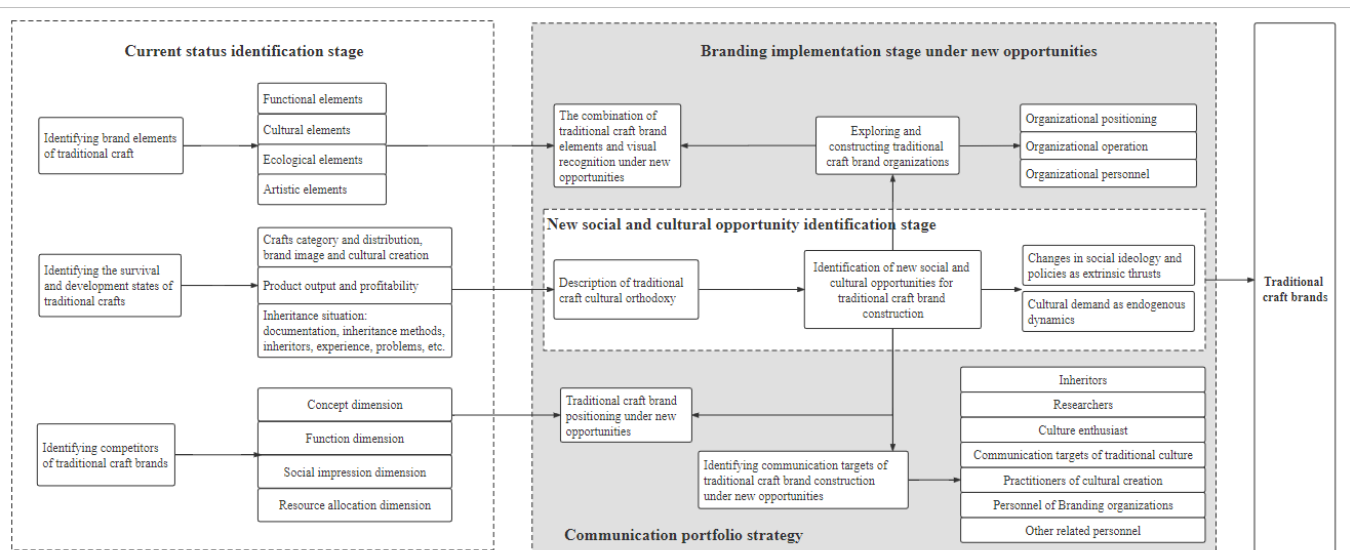 Current status identification stage
Identifying brand elements
of traditional craft
Functional elements
Cultural elements
Ecological elements
Artistic elements
Identifying the survival
and development states of
traditional crafts
Crafts category and distribution,
brand image and cultural creation
Product output and profitability
Inheritance situation:
documentation, inheritance methods,
inheritors, experience, problems, etc.
Identifying competitors
of traditional craft brands
Concept dimension
Function dimension
Social impression dimension
Resource allocation dimension
Branding implementation stage under new opportunities
The combination of
traditional craft brand
elements and visual
recognition under new
opportunities
Exploring and
constructing traditional
craft brand organizations
Organizational positioning
Organizational operation
Organizational personnel
New social and cultural opportunity identification stage
Description of traditional
craft cultural orthodoxy
Identification of new social and
cultural opportunities for
traditional craft brand
construction
Changes in social ideology and
policies as extrinsic thrusts
Cultural demand as endogenous
dynamics
Traditional craft brand
positioning under new
opportunities
Identifying communication targets of
traditional craft brand construction
under new opportunities
Inheritors
Researchers
Culture enthusiast
Communication targets of traditional culture
Practitioners of cultural creation
Personnel of Branding organizations
Other related personnel
Communication portfolio strategy
Traditional
craft brands